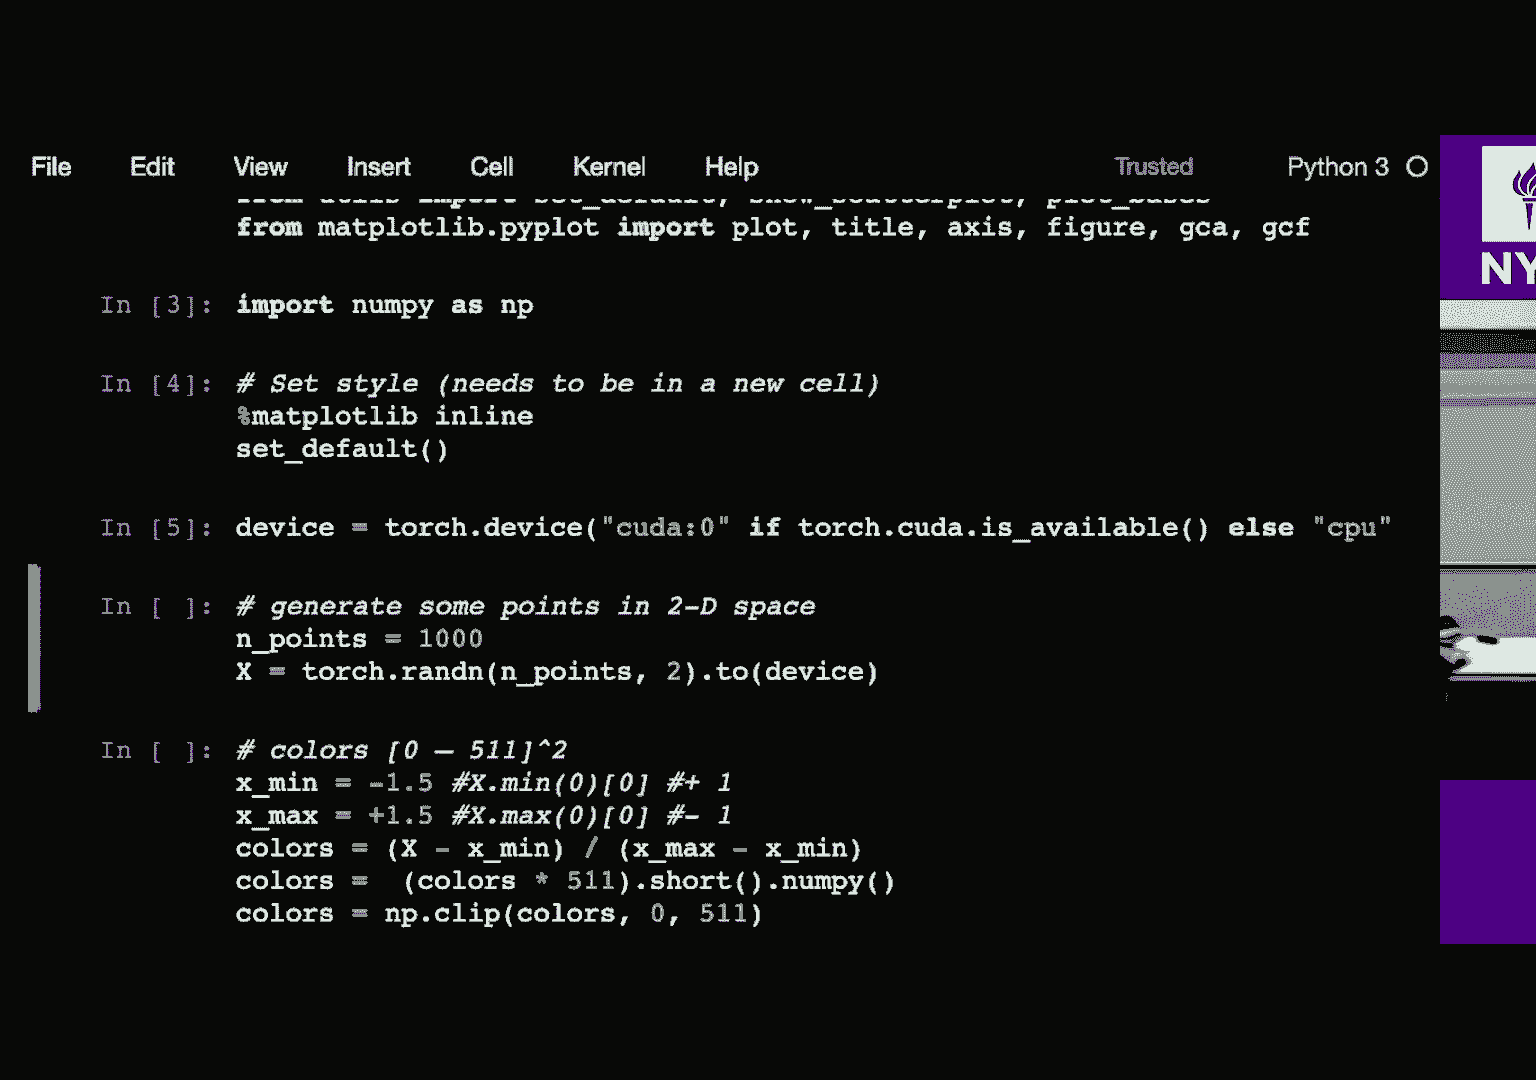 File Edit View Insert Cell Kernel Help Trusted Python 3
from matplotlib.pyplot import plot, title, axis, figure, gca, gcf
In [3]: import numpy as np
In [4]: # Set style (needs to be in a new cell)
%matplotlib inline
set_default()
In [5]: device = torch.device("cuda:0" if torch.cuda.is_available() else "cpu"
In [ ]: # generate some points in 2-D space
n_points = 1000
X = torch.randn(n_points, 2).to(device)
In [ ]: # colors [0 – 511]^2
x_min = -1.5 #X.min(0)[0] #+ 1
x_max = +1.5 #X.max(0)[0] #- 1
colors = (X - x_min) / (x_max - x_min)
colors =  (colors * 511).short().numpy()
colors = np.clip(colors, 0, 511)
NY